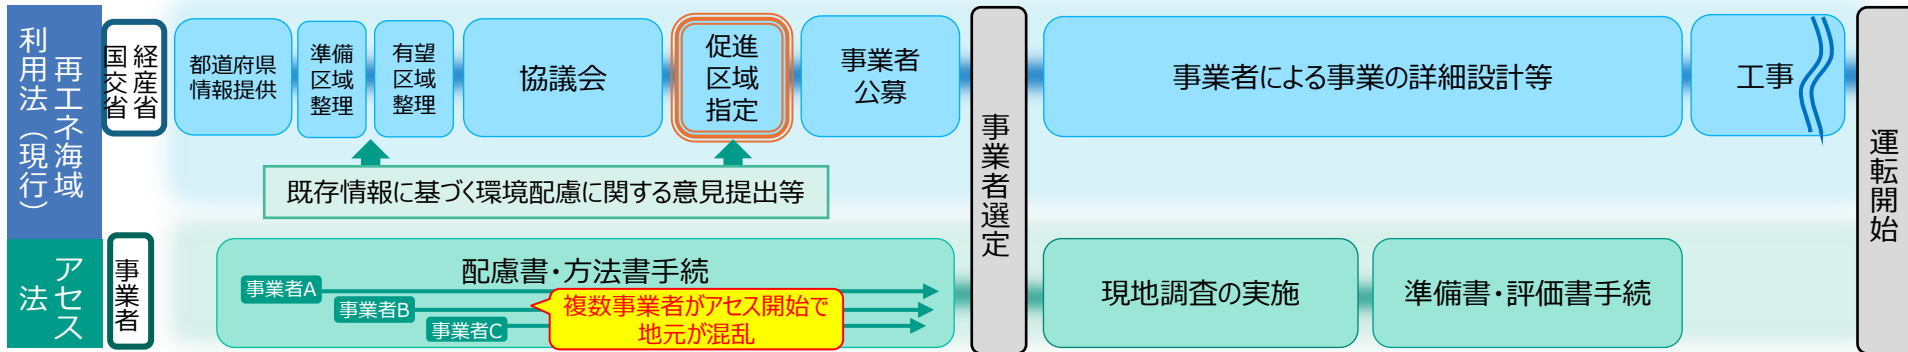 再エネ海域
利用法（現行）
経産省
国交省
都道府県
情報提供
準備
区域
整理
有望
区域
整理
協議会
促進
区域
指定
事業者
公募
事業者選定
事業者による事業の詳細設計等
工事
運転開始
既存情報に基づく環境配慮に関する意見提出等
アセス
法
事業者
配慮書・方法書手続
事業者A
事業者B
事業者C
複数事業者がアセス開始で
地元が混乱
現地調査の実施
準備書・評価書手続